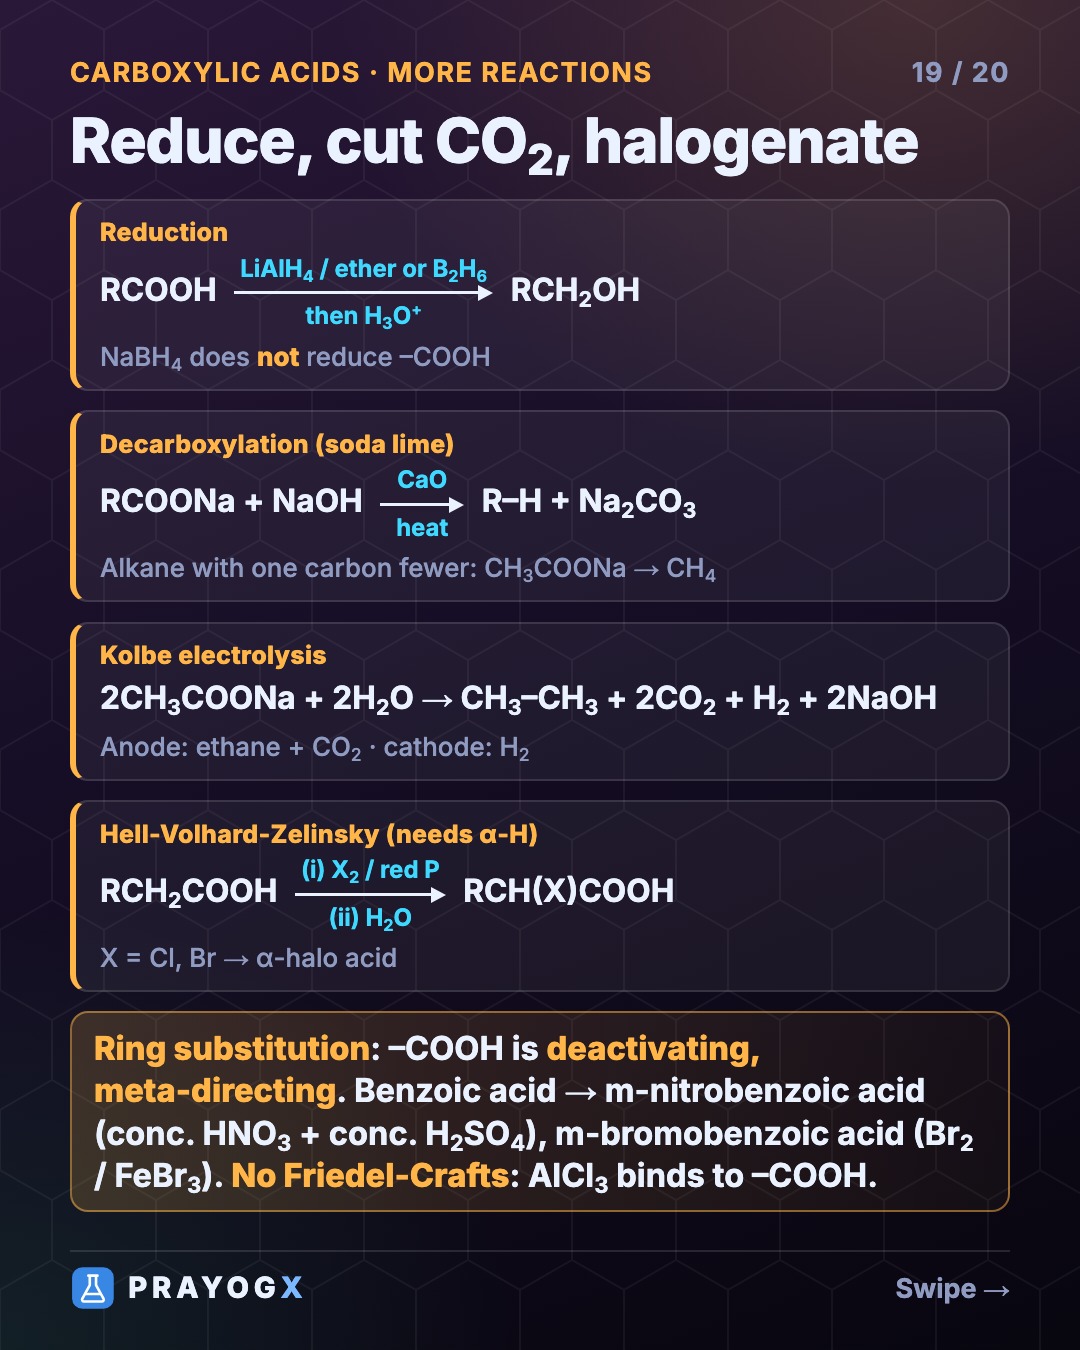 CARBOXYLIC ACIDS · MORE REACTIONS
19 / 20
Reduce, cut CO₂, halogenate
Reduction
LiAlH₄ / ether or B₂H₆
RCOOH → RCH₂OH
then H₃O⁺
NaBH₄ does not reduce –COOH
Decarboxylation (soda lime)
CaO
RCOONa + NaOH → R–H + Na₂CO₃
heat
Alkane with one carbon fewer: CH₃COONa → CH₄
Kolbe electrolysis
2CH₃COONa + 2H₂O → CH₃–CH₃ + 2CO₂ + H₂ + 2NaOH
Anode: ethane + CO₂ · cathode: H₂
Hell-Volhard-Zelinsky (needs α-H)
(i) X₂ / red P
RCH₂COOH → RCH(X)COOH
(ii) H₂O
X = Cl, Br → α-halo acid
Ring substitution: –COOH is deactivating,
meta-directing. Benzoic acid → m-nitrobenzoic acid
(conc. HNO₃ + conc. H₂SO₄), m-bromobenzoic acid (Br₂
/ FeBr₃). No Friedel-Crafts: AlCl₃ binds to –COOH.
PRAYOGX
Swipe →